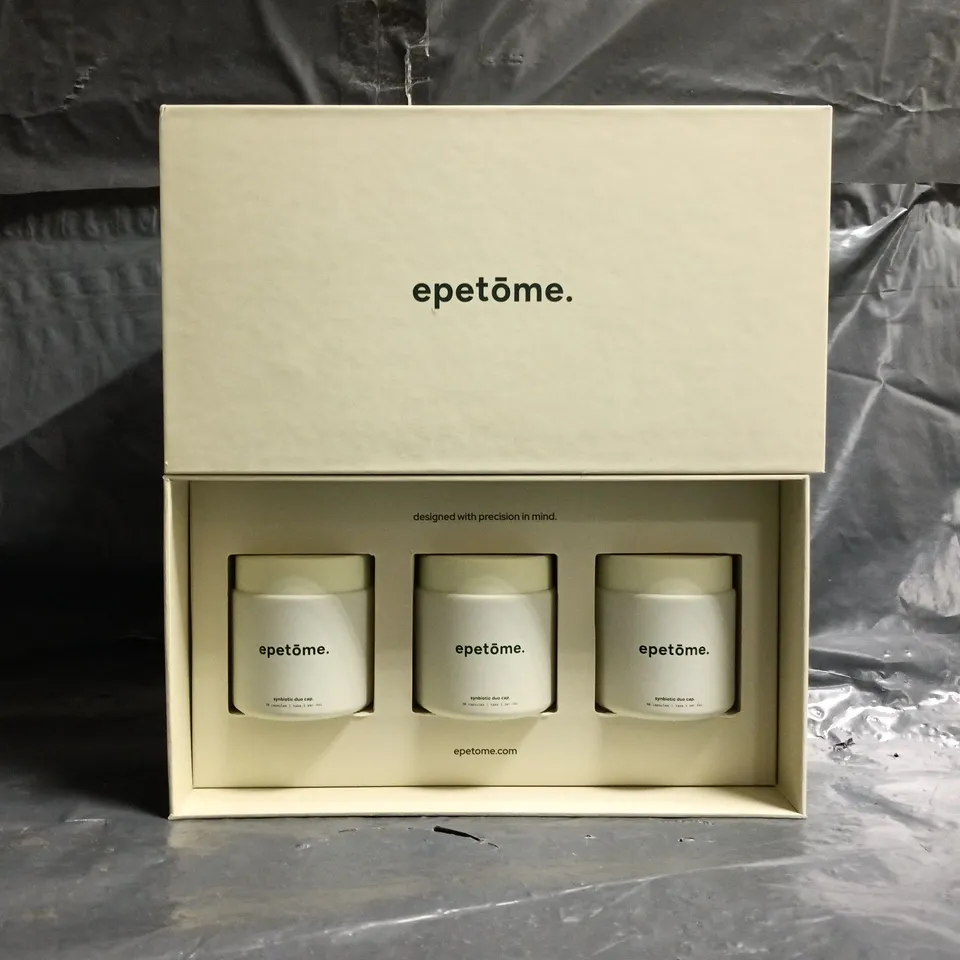 epetōme.
designed with precision in mind.
epetōme.
synbiotic duo cap.
epetōme.
synbiotic duo cap.
epetōme.
synbiotic duo cap.
epetome.com